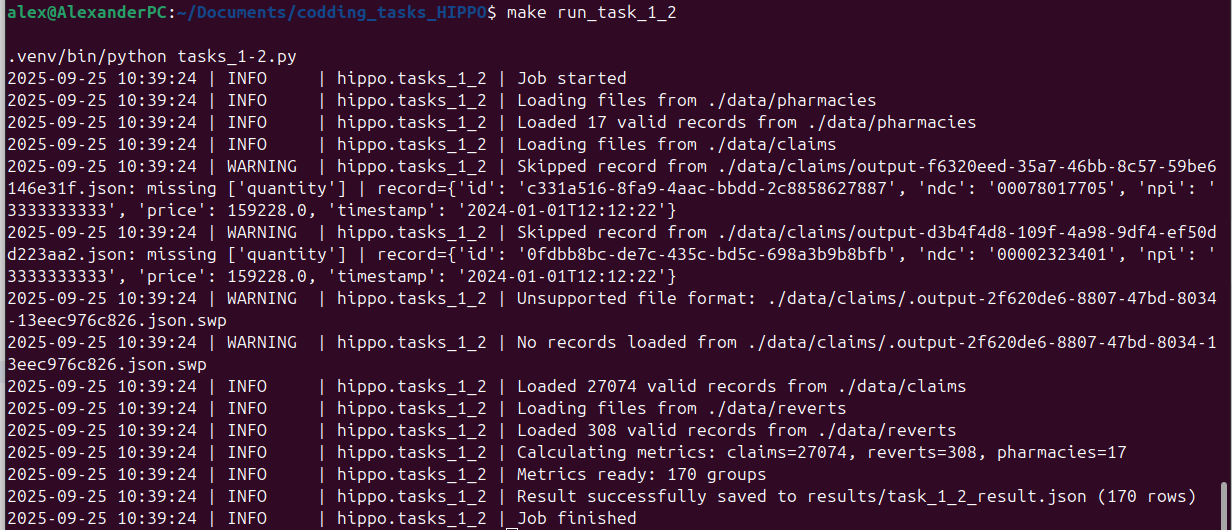 alex@AlexanderPC:~/Documents/codding_tasks_HIPPO$ make run_task_1_2
.venv/bin/python tasks_1-2.py
2025-09-25 10:39:24 | INFO     | hippo.tasks_1_2 | Job started
2025-09-25 10:39:24 | INFO     | hippo.tasks_1_2 | Loading files from ./data/pharmacies
2025-09-25 10:39:24 | INFO     | hippo.tasks_1_2 | Loaded 17 valid records from ./data/pharmacies
2025-09-25 10:39:24 | INFO     | hippo.tasks_1_2 | Loading files from ./data/claims
2025-09-25 10:39:24 | WARNING  | hippo.tasks_1_2 | Skipped record from ./data/claims/output-f6320eed-35a7-46bb-8c57-59be6
146e31f.json: missing ['quantity'] | record={'id': 'c331a516-8fa9-4aac-bbdd-2c8858627887', 'ndc': '00078017705', 'npi': '
3333333333', 'price': 159228.0, 'timestamp': '2024-01-01T12:12:22'}
2025-09-25 10:39:24 | WARNING  | hippo.tasks_1_2 | Skipped record from ./data/claims/output-d3b4f4d8-109f-4a98-9df4-ef50d
d223aa2.json: missing ['quantity'] | record={'id': '0fdbb8bc-de7c-435c-bd5c-698a3b9b8bfb', 'ndc': '00002323401', 'npi': '
3333333333', 'price': 159228.0, 'timestamp': '2024-01-01T12:12:22'}
2025-09-25 10:39:24 | WARNING  | hippo.tasks_1_2 | Unsupported file format: ./data/claims/.output-2f620de6-8807-47bd-8034
-13eec976c826.json.swp
2025-09-25 10:39:24 | WARNING  | hippo.tasks_1_2 | No records loaded from ./data/claims/.output-2f620de6-8807-47bd-8034-1
3eec976c826.json.swp
2025-09-25 10:39:24 | INFO     | hippo.tasks_1_2 | Loaded 27074 valid records from ./data/claims
2025-09-25 10:39:24 | INFO     | hippo.tasks_1_2 | Loading files from ./data/reverts
2025-09-25 10:39:24 | INFO     | hippo.tasks_1_2 | Loaded 308 valid records from ./data/reverts
2025-09-25 10:39:24 | INFO     | hippo.tasks_1_2 | Calculating metrics: claims=27074, reverts=308, pharmacies=17
2025-09-25 10:39:24 | INFO     | hippo.tasks_1_2 | Metrics ready: 170 groups
2025-09-25 10:39:24 | INFO     | hippo.tasks_1_2 | Result successfully saved to results/task_1_2_result.json (170 rows)
2025-09-25 10:39:24 | INFO     | hippo.tasks_1_2 | Job finished